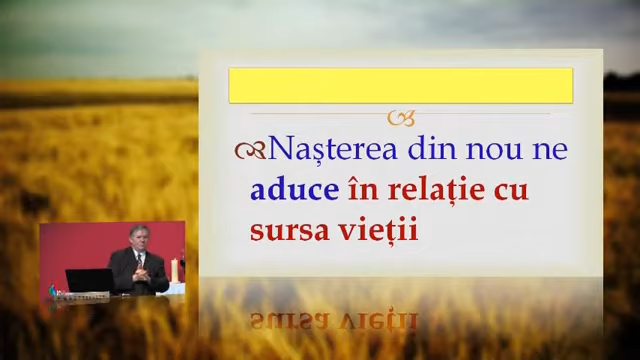 Nașterea din nou ne
aduce în relație cu
sursa vieții